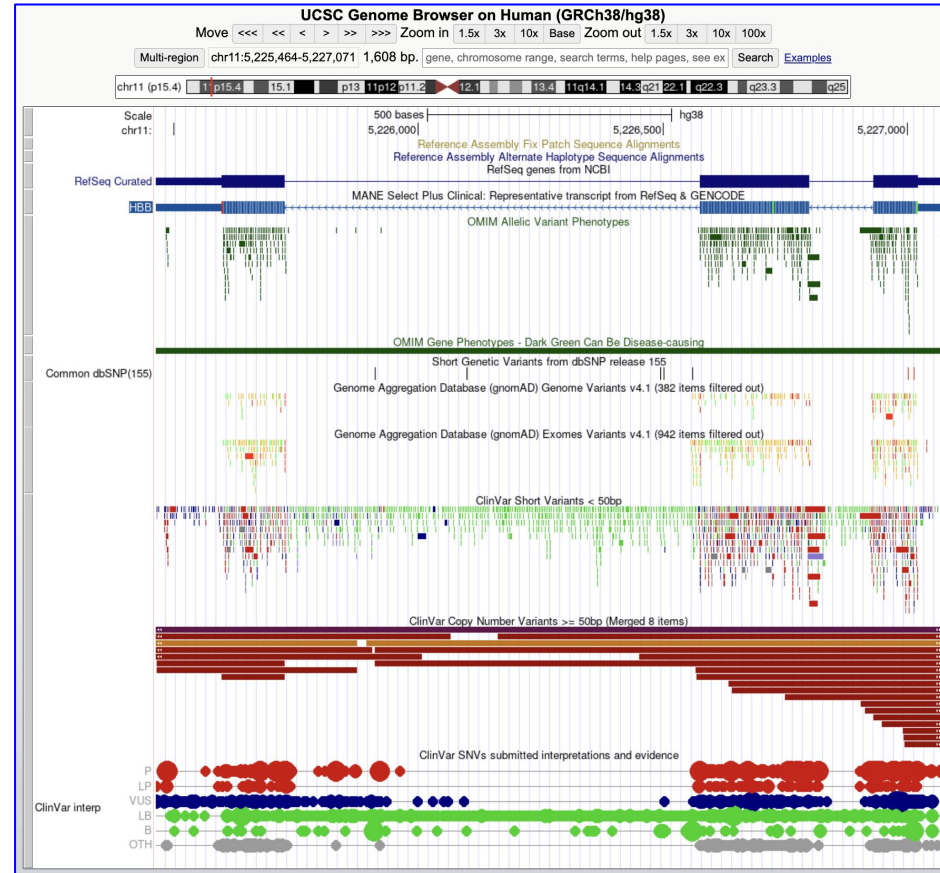 UCSC Genome Browser on Human (GRCh38/hg38)
Move <<< << < > >> >>> Zoom in 1.5x 3x 10x Base Zoom out 1.5x 3x 10x 100x
Multi-region chr11:5,225,464-5,227,071 1,608 bp. gene, chromosome range, search terms, help pages, see ex Search Examples
chr11 (p15.4) p15.4 15.1 p13 11p12 p11.2 12.1 13.4 11q14.1 14.3 q21 22.1 q22.3 q23.3 q25
Scale 500 bases hg38
chr11: 5,226,000 5,226,500 5,227,000
Reference Assembly Fix Patch Sequence Alignments
Reference Assembly Alternate Haplotype Sequence Alignments
RefSeq genes from NCBI
RefSeq Curated
MANE Select Plus Clinical: Representative transcript from RefSeq & GENCODE
HBB
OMIM Allelic Variant Phenotypes
OMIM Gene Phenotypes - Dark Green Can Be Disease-causing
Short Genetic Variants from dbSNP release 155
Common dbSNP(155)
Genome Aggregation Database (gnomAD) Genome Variants v4.1 (382 items filtered out)
Genome Aggregation Database (gnomAD) Exomes Variants v4.1 (942 items filtered out)
ClinVar Short Variants < 50bp
ClinVar Copy Number Variants >= 50bp (Merged 8 items)
ClinVar SNVs submitted interpretations and evidence
P
LP
VUS
ClinVar interp
LB
B
OTH